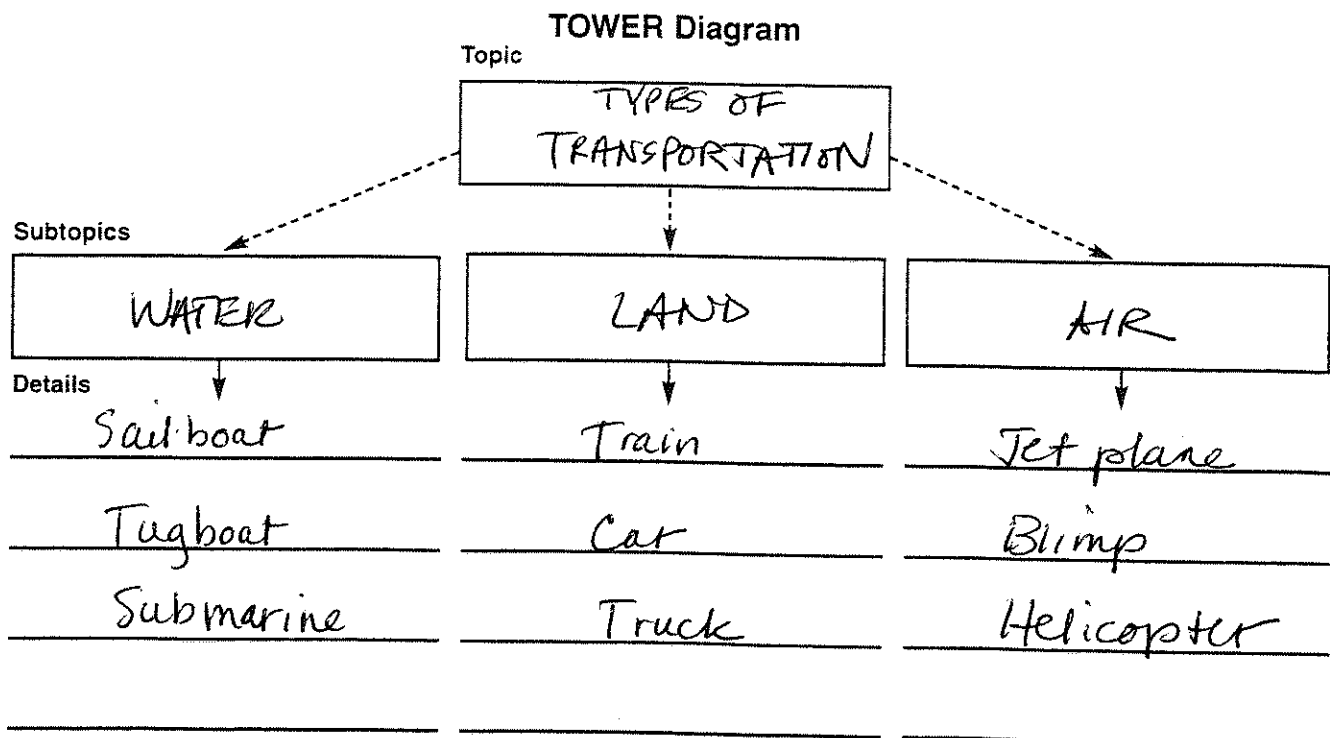 TOWER Diagram
Topic
TYPES OF
TRANSPORTATION
Subtopics
WATER
LAND
AIR
Details
Sailboat
Train
Jet plane
Tugboat
Car
Blimp
Submarine
Truck
Helicopter